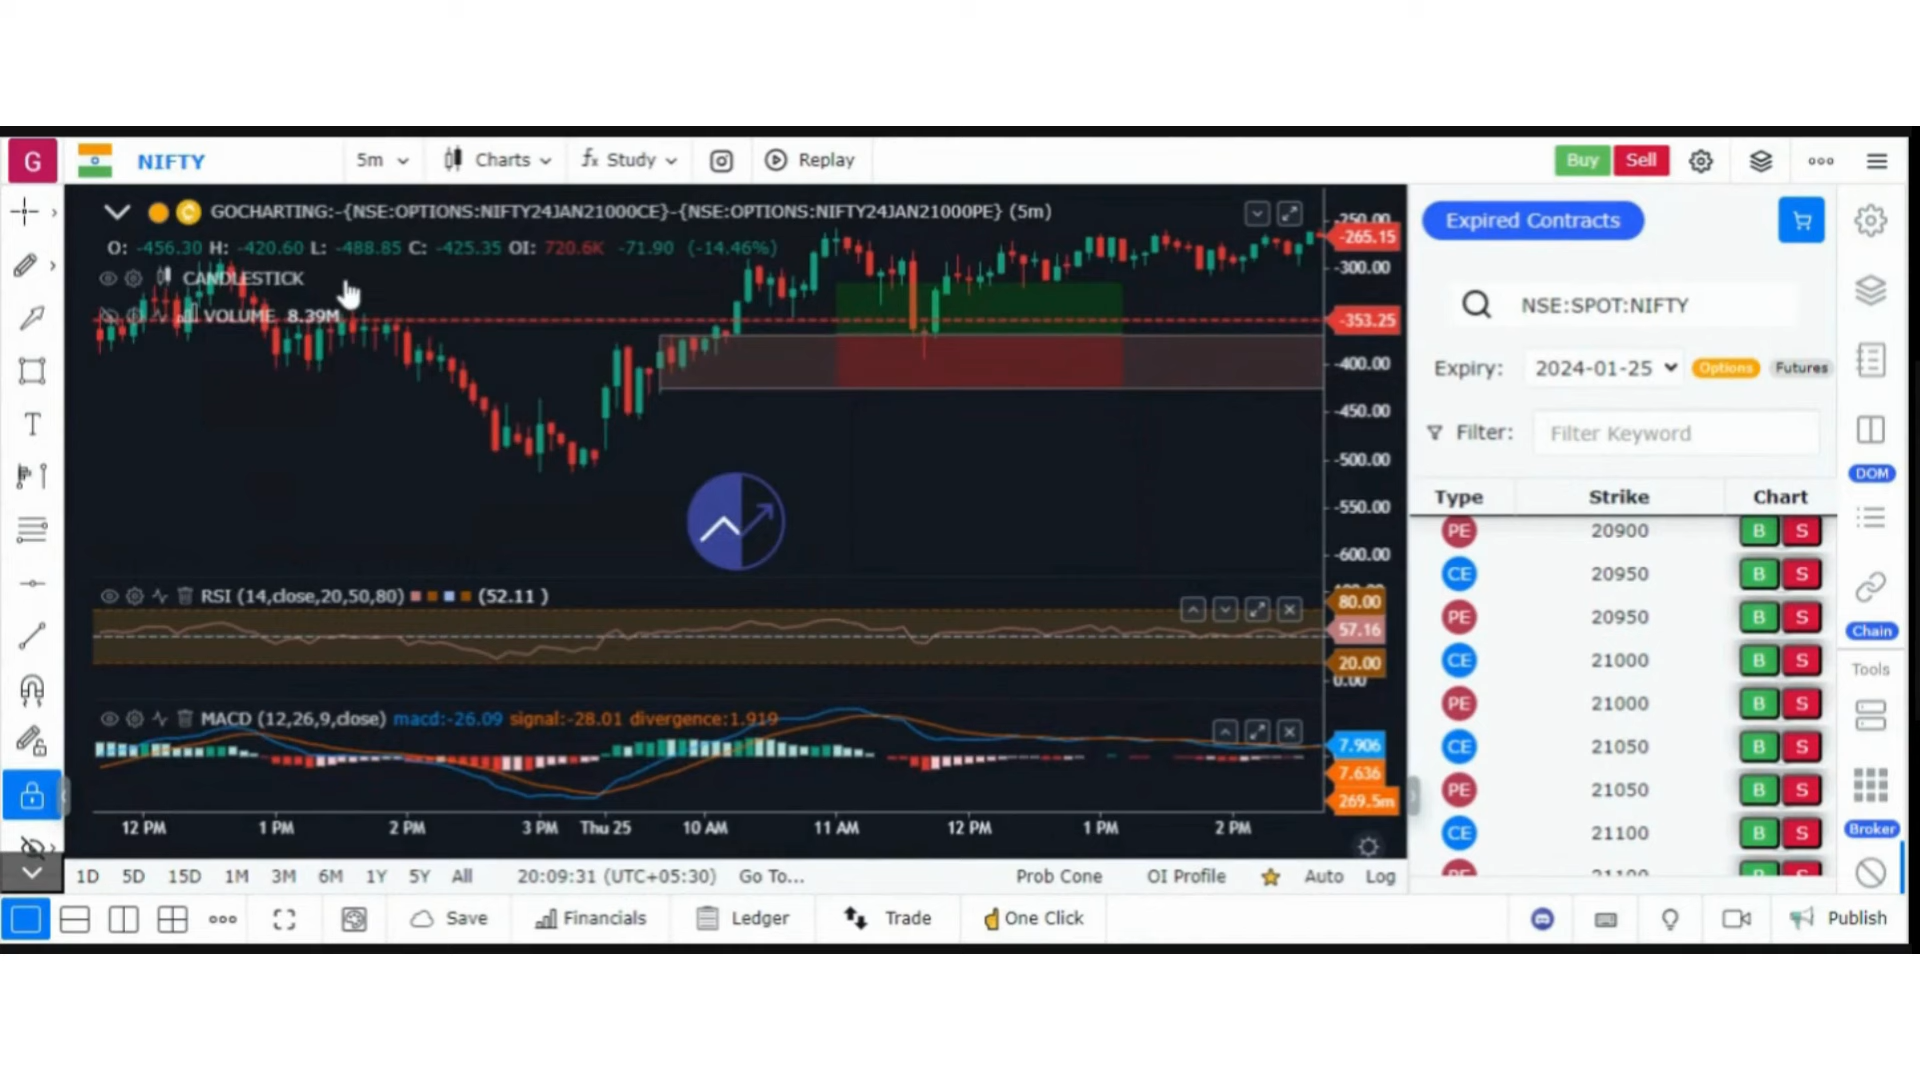 G NIFTY 5m Charts fx Study Replay Buy Sell
GOCHARTING:-{NSE:OPTIONS:NIFTY24JAN21000CE}-{NSE:OPTIONS:NIFTY24JAN21000PE} (5m)
O: -456.30 H: -420.60 L: -488.85 C: -425.35 OI: 720.6K -71.90 (-14.46%)
CANDLESTICK
VOLUME 8.39M
-250.00
-265.15
-300.00
-353.25
-400.00
-450.00
-500.00
-550.00
-600.00
RSI (14,close,20,50,80) (52.11 )
80.00
57.16
20.00
0.00
MACD (12,26,9,close) macd:-26.09 signal:-28.01 divergence:1.919
7.906
7.636
269.5m
12 PM 1 PM 2 PM 3 PM Thu 25 10 AM 11 AM 12 PM 1 PM 2 PM
1D 5D 15D 1M 3M 6M 1Y 5Y All 20:09:31 (UTC+05:30) Go To... Prob Cone OI Profile Auto Log
Save Financials Ledger Trade One Click Publish
Expired Contracts
NSE:SPOT:NIFTY
Expiry: 2024-01-25 Options Futures
Filter: Filter Keyword
Type Strike Chart
PE 20900 B S
CE 20950 B S
PE 20950 B S
CE 21000 B S
PE 21000 B S
CE 21050 B S
PE 21050 B S
CE 21100 B S
PE 21100 B S
DOM
Chain
Tools
Broker
T